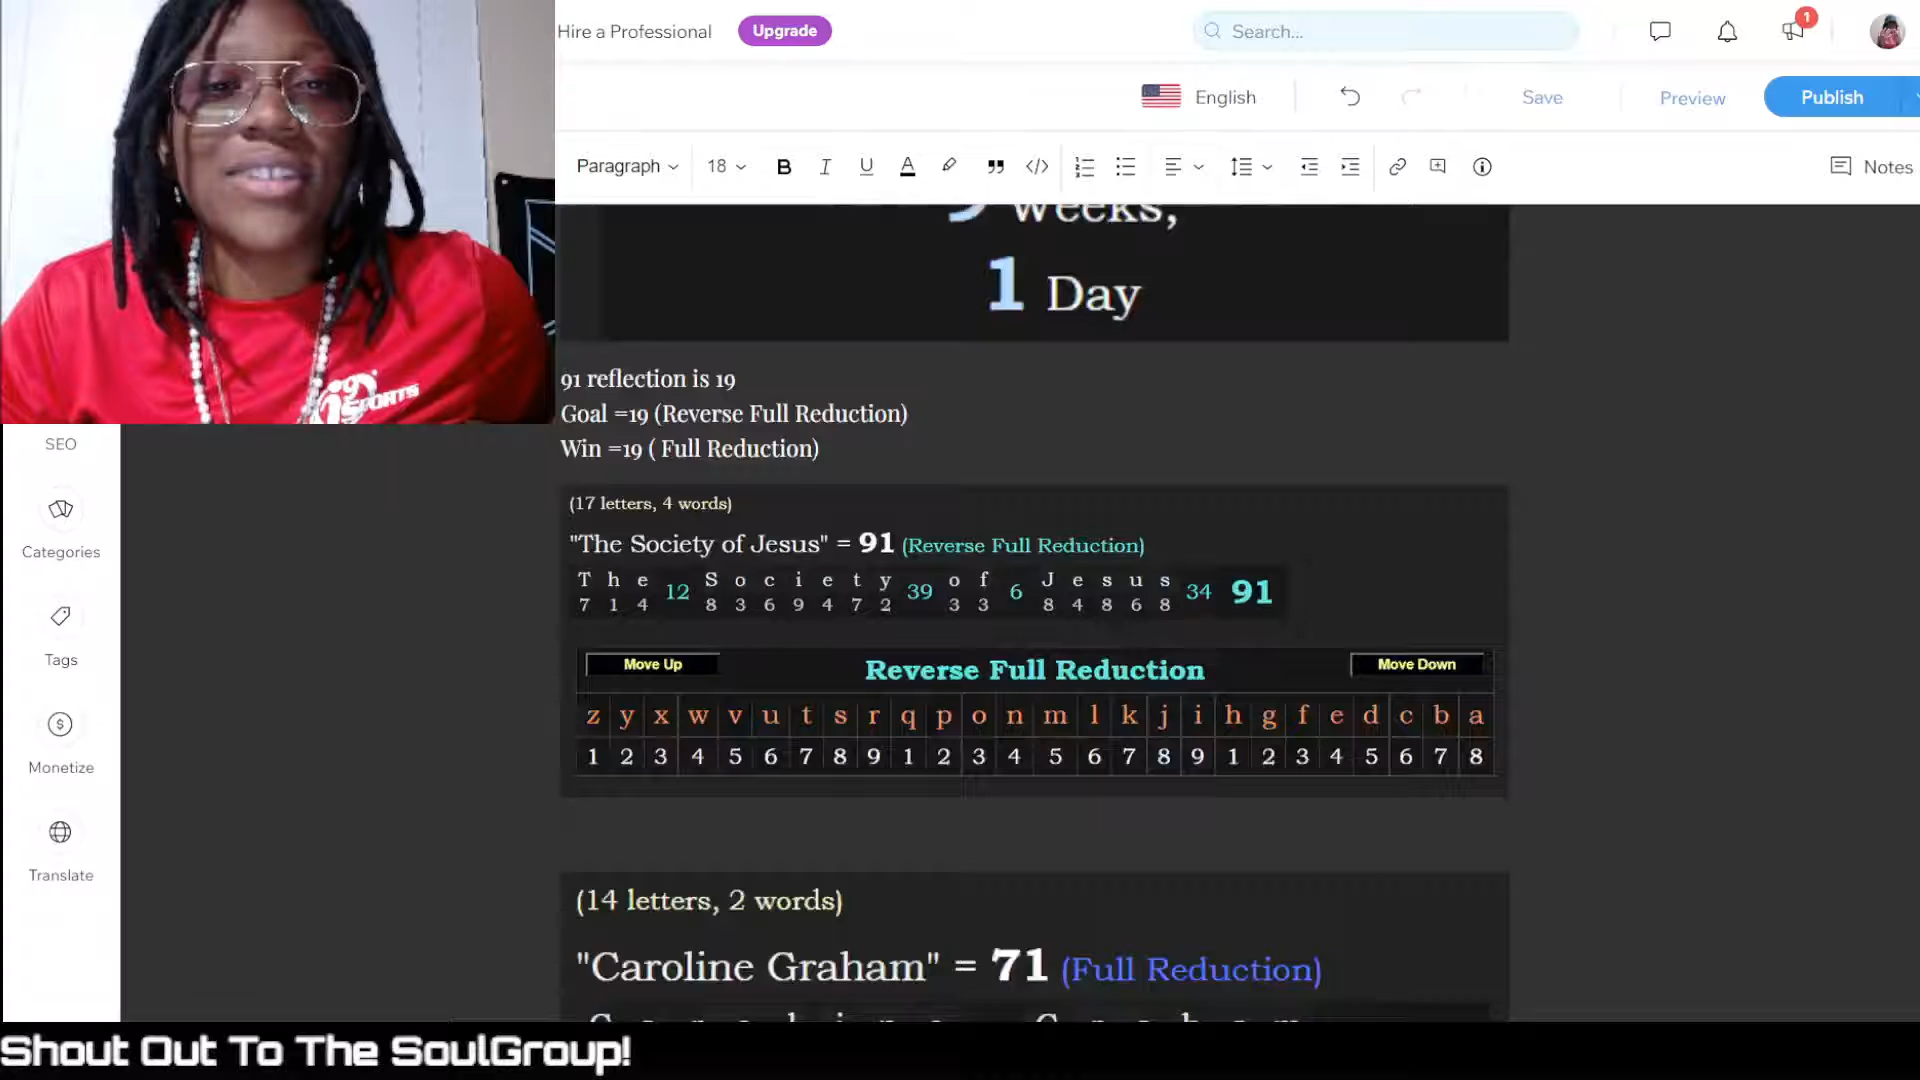 Hire a Professional
Upgrade
Search...
1
English
Save
Preview
Publish
Paragraph
18
B
I
U
A
Notes
weeks,
1 Day
91 reflection is 19
Goal =19 (Reverse Full Reduction)
Win =19 ( Full Reduction)
(17 letters, 4 words)
"The Society of Jesus" = 91 (Reverse Full Reduction)
T h e 12 S o c i e t y 39 o f 6 J e s u s 34 91
7 1 4 8 3 6 9 4 7 2 3 3 8 4 8 6 8
Move Up
Reverse Full Reduction
Move Down
z y x w v u t s r q p o n m l k j i h g f e d c b a
1 2 3 4 5 6 7 8 9 1 2 3 4 5 6 7 8 9 1 2 3 4 5 6 7 8
(14 letters, 2 words)
"Caroline Graham" = 71 (Full Reduction)
SEO
Categories
Tags
Monetize
Translate
i9 SPORTS
Shout Out To The SoulGroup!